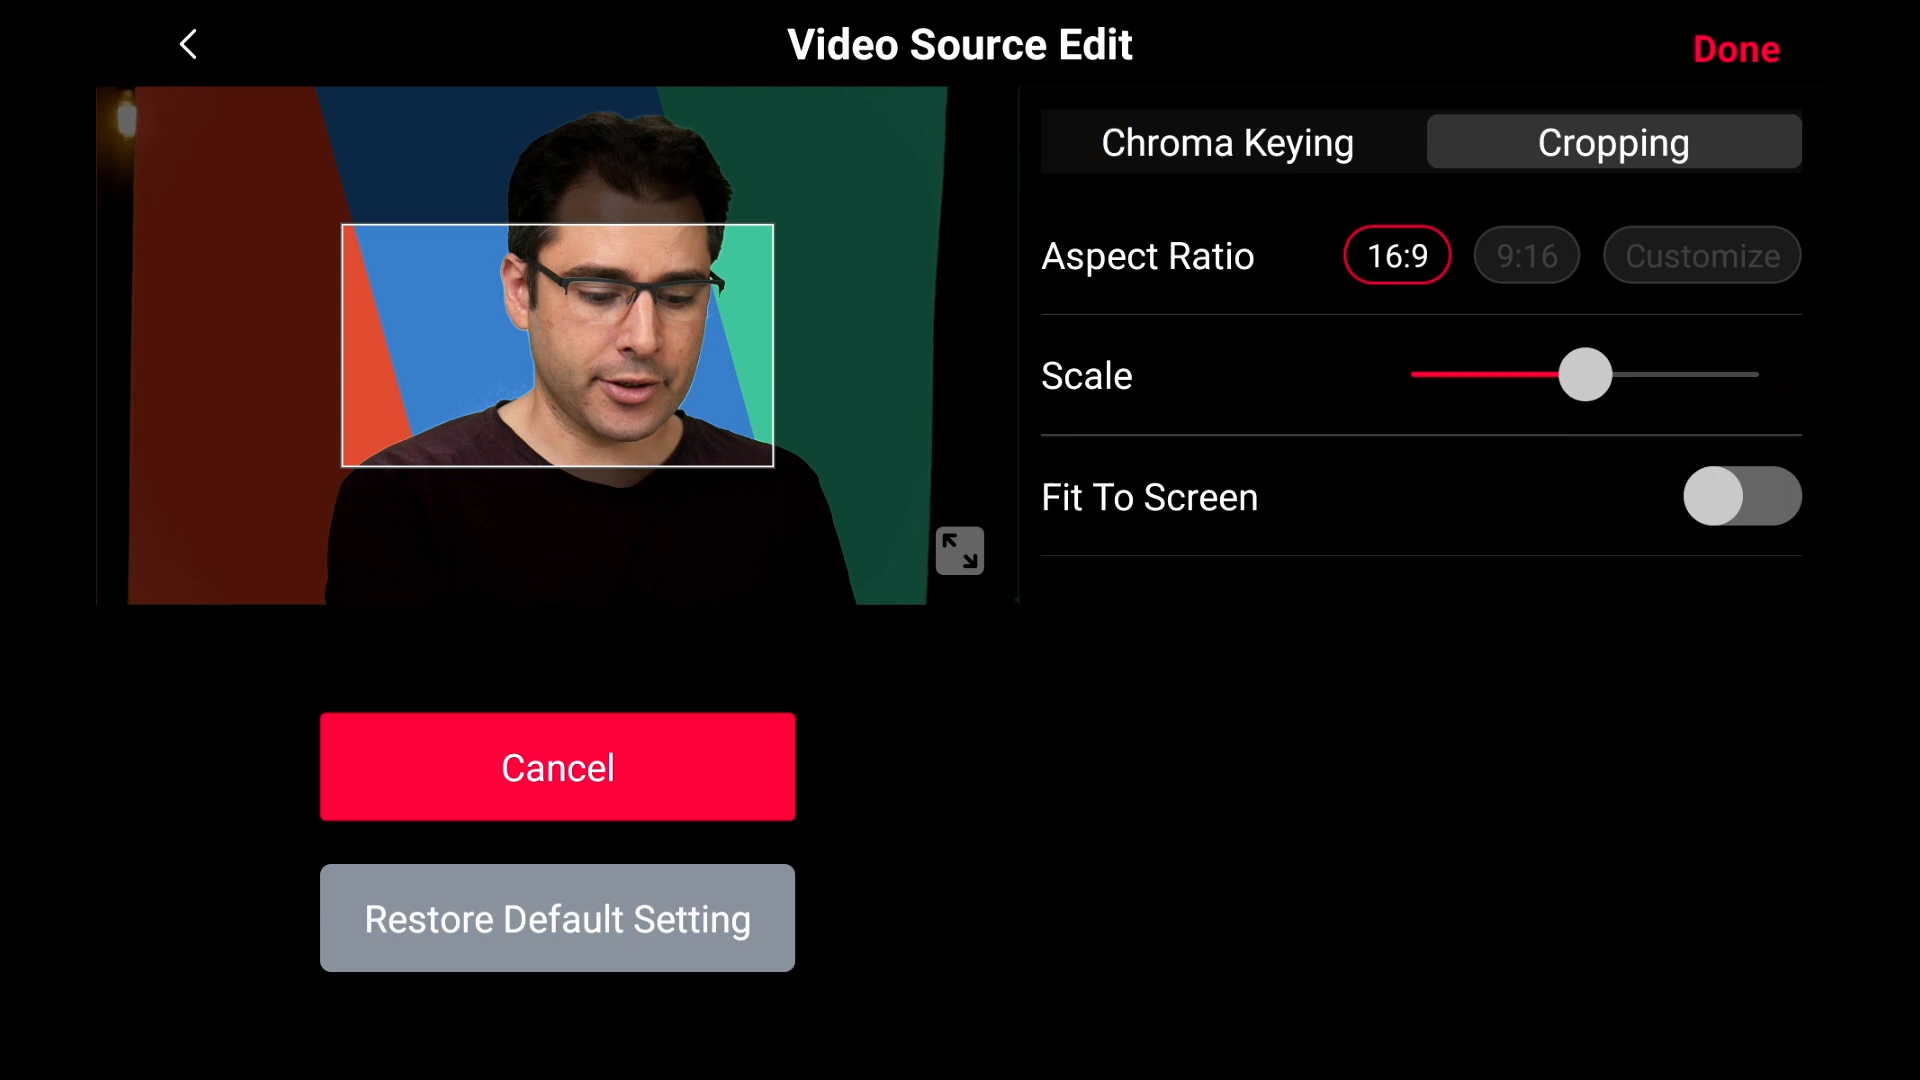 Video Source Edit
Done
Chroma Keying
Cropping
Aspect Ratio
16:9
9:16
Customize
Scale
Fit To Screen
Cancel
Restore Default Setting